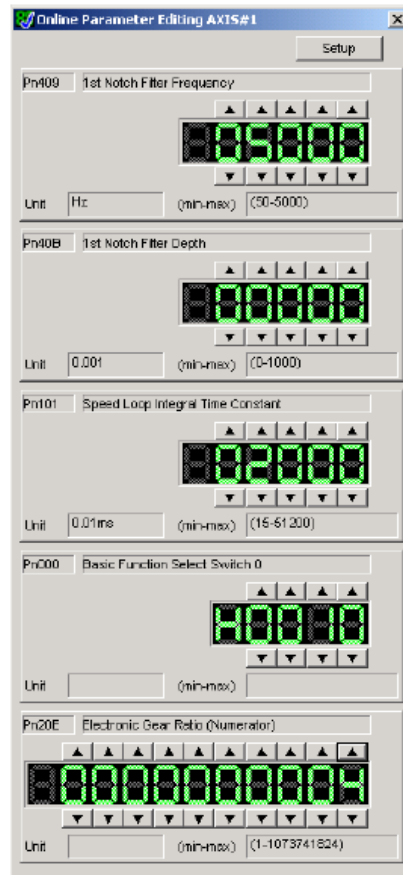 Online Parameter Editing AXIS#1
Setup
Pn409 1st Notch Filter Frequency
05000
Unit Hz (min-max) (50-5000)
Pn40B 1st Notch Filter Depth
00000
Unit 0.001 (min-max) (0-1000)
Pn101 Speed Loop Integral Time Constant
02000
Unit 0.01ms (min-max) (15-51200)
Pn000 Basic Function Select Switch 0
H0010
Unit (min-max)
Pn20E Electronic Gear Ratio (Numerator)
0000000004
Unit (min-max) (1-1073741824)